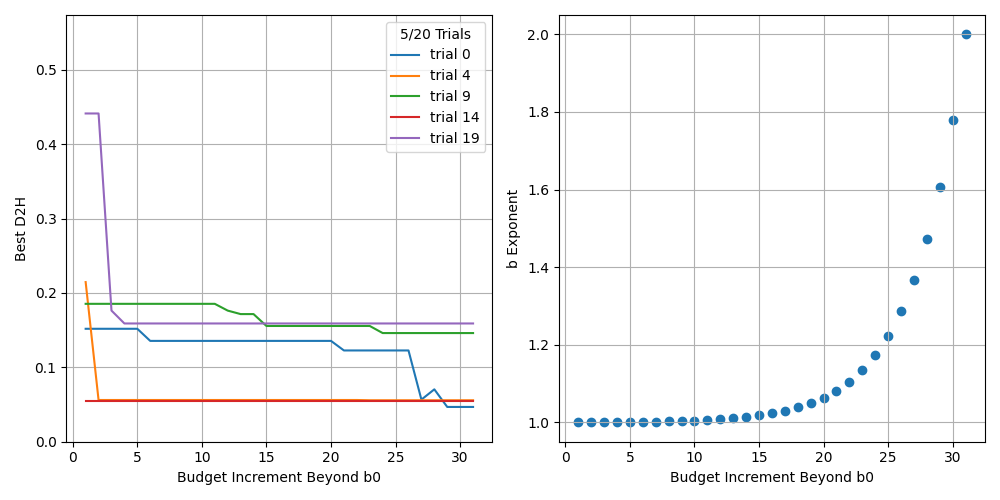 5/20 Trials
trial 0
trial 4
trial 9
trial 14
trial 19
Best D2H
0.5
0.4
0.3
0.2
0.1
0.0
0 5 10 15 20 25 30
Budget Increment Beyond b0
b Exponent
2.0
1.8
1.6
1.4
1.2
1.0
0 5 10 15 20 25 30
Budget Increment Beyond b0